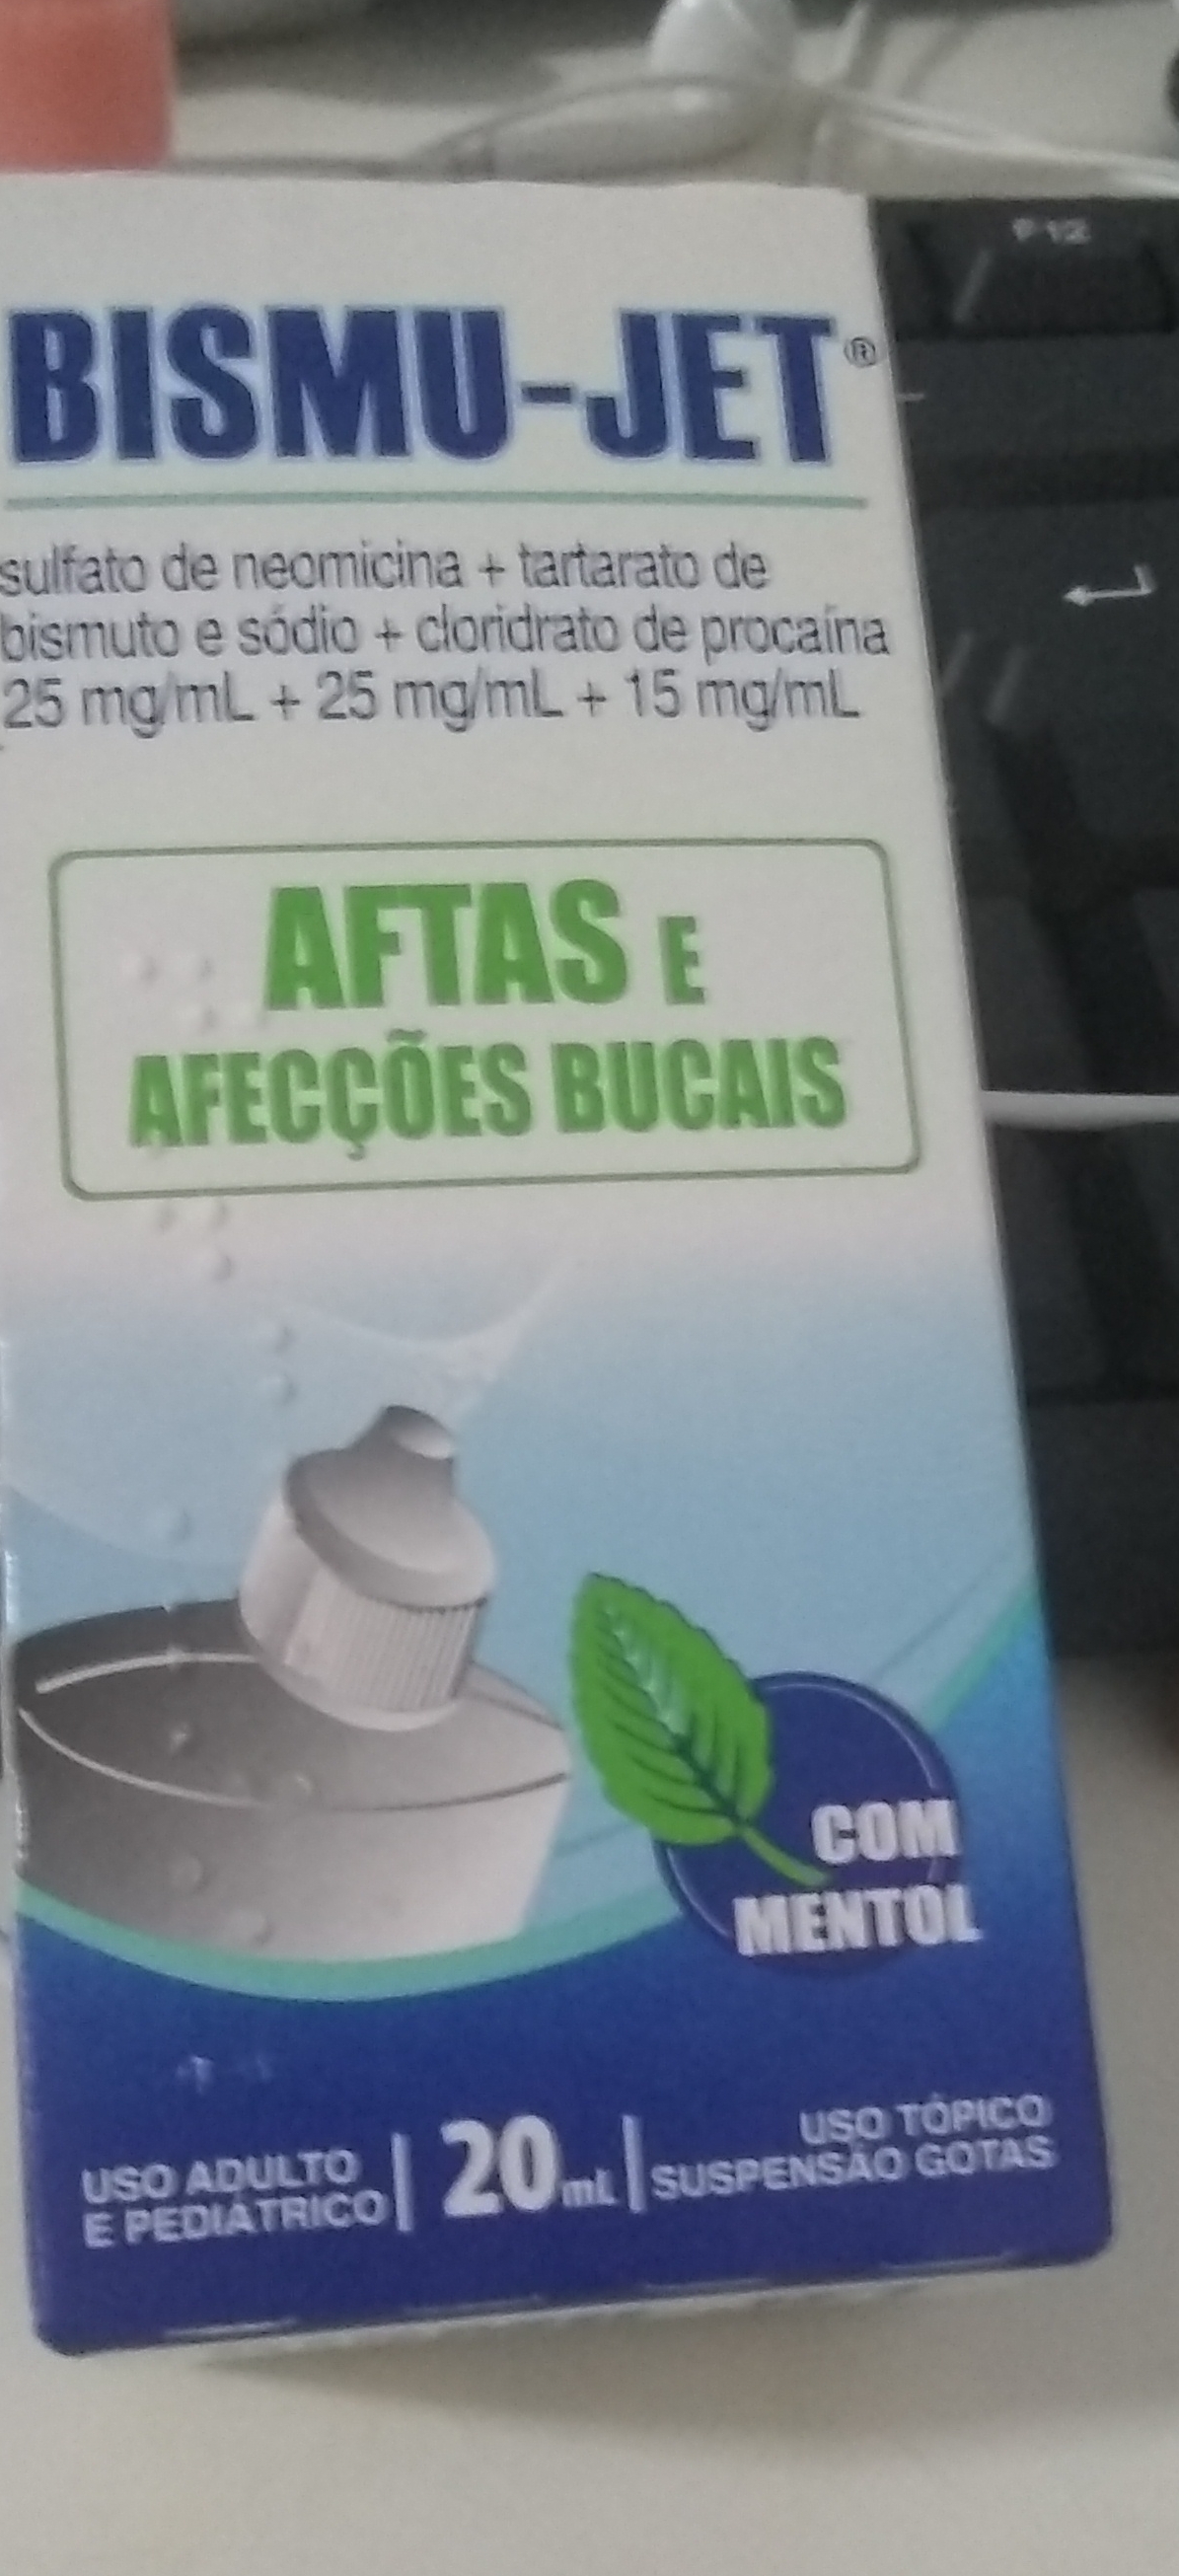 F12
BISMU-JET®
sulfato de neomicina + tartarato de
bismuto e sódio + cloridrato de procaína
25 mg/mL + 25 mg/mL + 15 mg/mL
AFTAS E
AFECÇÕES BUCAIS
COM
MENTOL
USO ADULTO
E PEDIÁTRICO
20mL
USO TÓPICO
SUSPENSÃO GOTAS